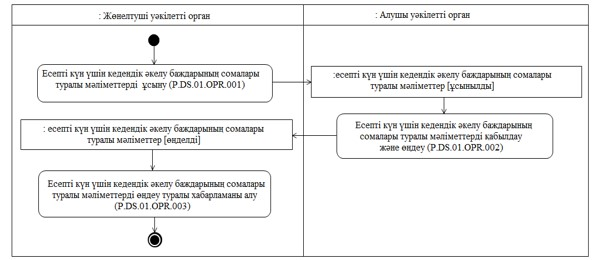 : Жөнелтуші уәкілетті орган
: Алушы уәкілетті орган
Есепті күн үшін кедендік әкелу баждарының сомалары
туралы мәліметтерді ұсыну (P.DS.01.OPR.001)
:есепті күн үшін кедендік әкелу баждарының сомалары
туралы мәліметтер [ұсынылды]
Есепті күн үшін кедендік әкелу баждарының
сомалары туралы мәліметтерді қабылдау
және өңдеу (P.DS.01.OPR.002)
: есепті күн үшін кедендік әкелу баждарының сомалары
туралы мәліметтер [өңделді]
Есепті күн үшін кедендік әкелу баждарының сомалары
туралы мәліметтерді өңдеу туралы хабарламаны алу
(P.DS.01.OPR.003)